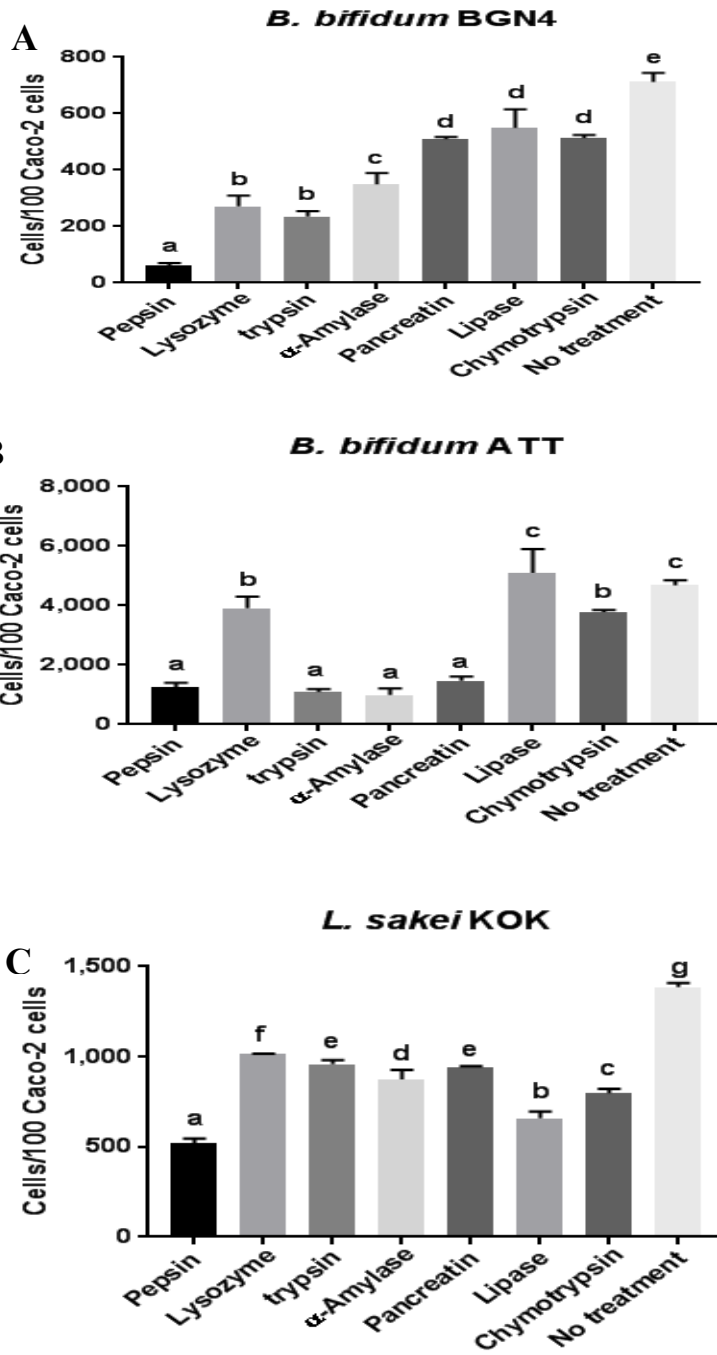 A
B. bifidum BGN4
Cells/100 Caco-2 cells
800
600
400
200
0
a
b
b
c
d
d
d
e
Pepsin
Lysozyme
trypsin
α-Amylase
Pancreatin
Lipase
Chymotrypsin
No treatment
B. bifidum ATT
Cells/100 Caco-2 cells
8,000
6,000
4,000
2,000
0
a
b
a
a
a
c
b
c
Pepsin
Lysozyme
trypsin
α-Amylase
Pancreatin
Lipase
Chymotrypsin
No treatment
L. sakei KOK
C
Cells/100 Caco-2 cells
1,500
1,000
500
0
a
f
e
d
e
b
c
g
Pepsin
Lysozyme
trypsin
α-Amylase
Pancreatin
Lipase
Chymotrypsin
No treatment